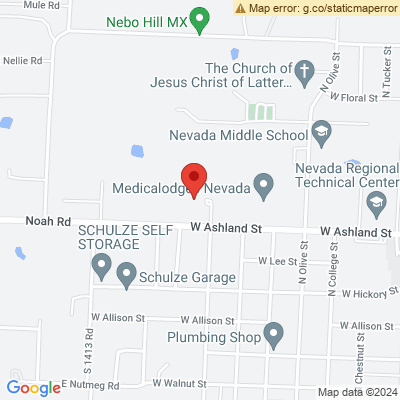 Map error: g.co/staticmaperror
Mule Rd
Nebo Hill MX
Nellie Rd
N Tucker St
N Olive St
The Church of
Jesus Christ of Latter…
W Floral St
Nevada Middle School
Nevada Regional
Technical Center
Medicalodges Nevada
Noah Rd
W Ashland St
W Ashland St
SCHULZE SELF
STORAGE
W Lee St
N Olive St
N College St
Schulze Garage
W Hickory St
S 1413 Rd
W Allison St
W Allison St
W Allison St
Plumbing Shop
N Chestnut St
E Nutmeg Rd
W Walnut St
Google
Map data ©2024